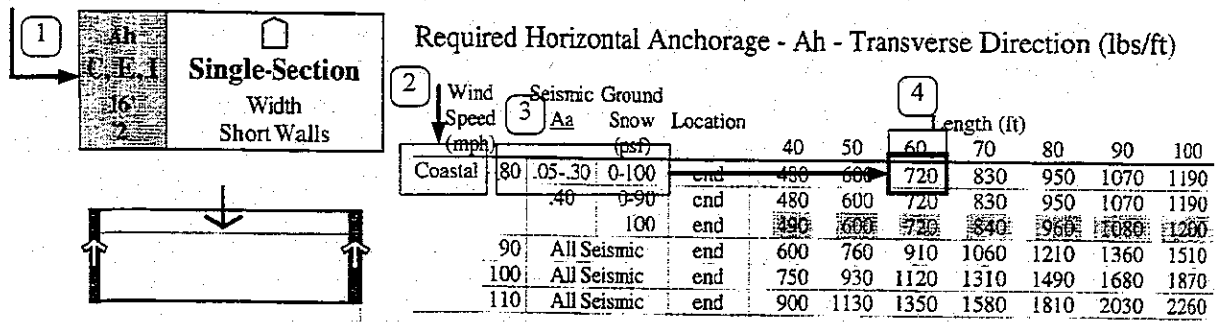 1
Ah
C, E, I
16'
2
Single-Section
Width
Short Walls
Required Horizontal Anchorage - Ah - Transverse Direction (lbs/ft)
2 Wind Seismic Ground 4
Speed 3 Aa Snow Location Length (ft)
(mph) (psf) 40 50 60 70 80 90 100
Coastal 80 .05-.30 0-100 end 480 600 720 830 950 1070 1190
.40 0-90 end 480 600 720 830 950 1070 1190
100 end 490 600 720 840 960 1080 1200
90 All Seismic end 600 760 910 1060 1210 1360 1510
100 All Seismic end 750 930 1120 1310 1490 1680 1870
110 All Seismic end 900 1130 1350 1580 1810 2030 2260